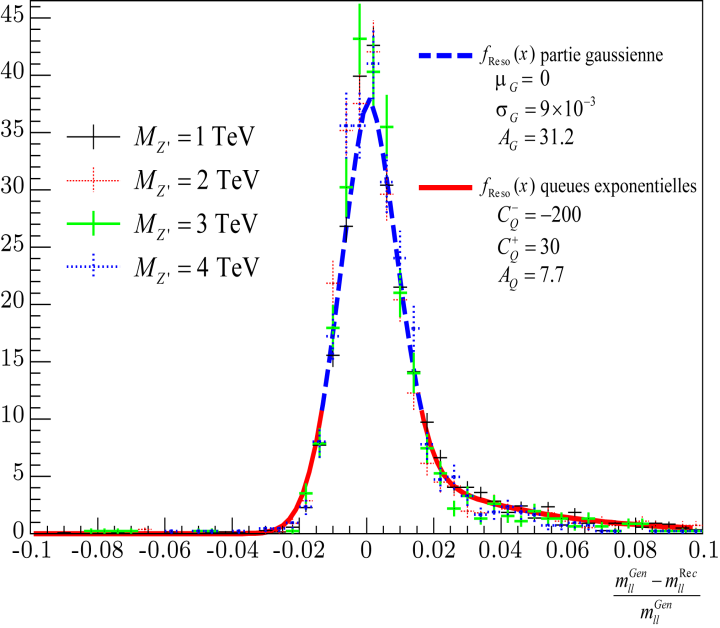 45
40
35
30
25
20
15
10
5
0
M_Z' = 1 TeV
M_Z' = 2 TeV
M_Z' = 3 TeV
M_Z' = 4 TeV
f_Reso(x) partie gaussienne
μ_G = 0
σ_G = 9×10^-3
A_G = 31.2
f_Reso(x) queues exponentielles
C_Q^- = −200
C_Q^+ = 30
A_Q = 7.7
-0.1 -0.08 -0.06 -0.04 -0.02 0 0.02 0.04 0.06 0.08 0.1
m_ll^Gen − m_ll^Rec
m_ll^Gen